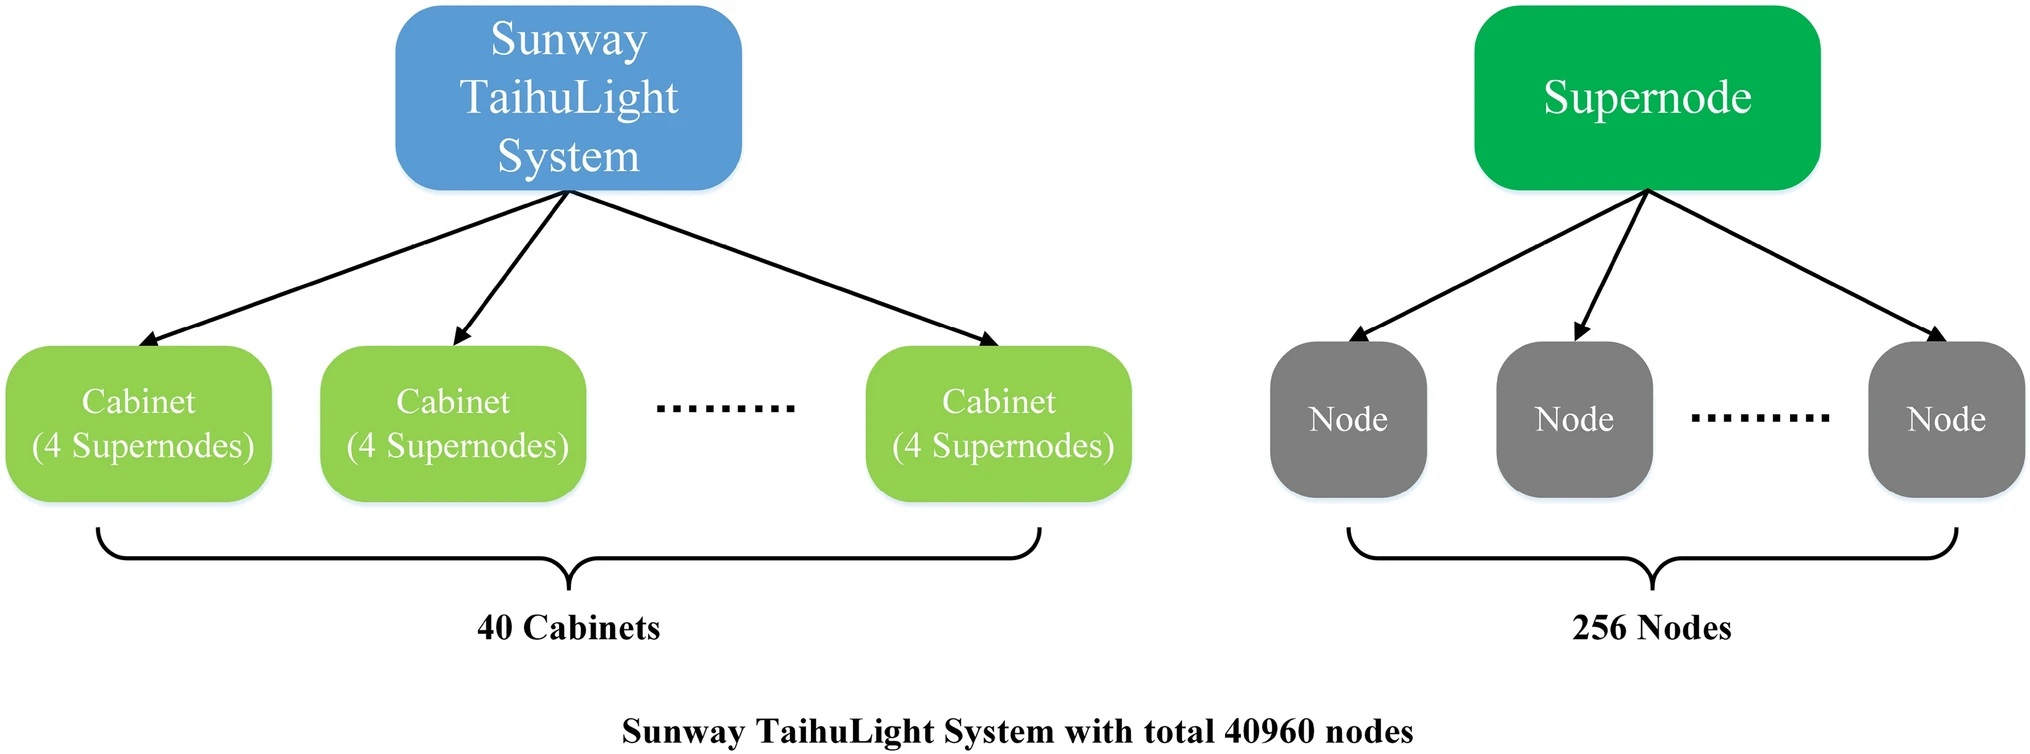 Sunway
TaihuLight
System
Supernode
Cabinet
(4 Supernodes)
Cabinet
(4 Supernodes)
Cabinet
(4 Supernodes)
Node
Node
Node
40 Cabinets
256 Nodes
Sunway TaihuLight System with total 40960 nodes